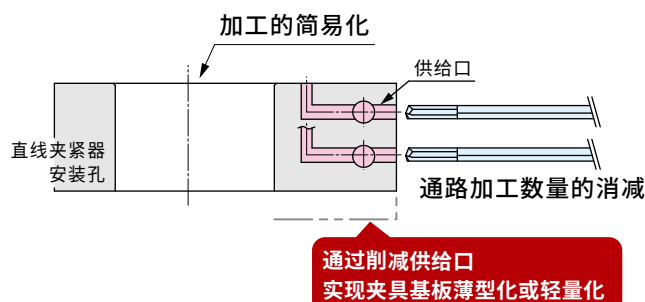 加工的简易化
供给口
直线夹紧器
安装孔
通路加工数量的消减
通过削减供给口
实现夹具基板薄型化或轻量化